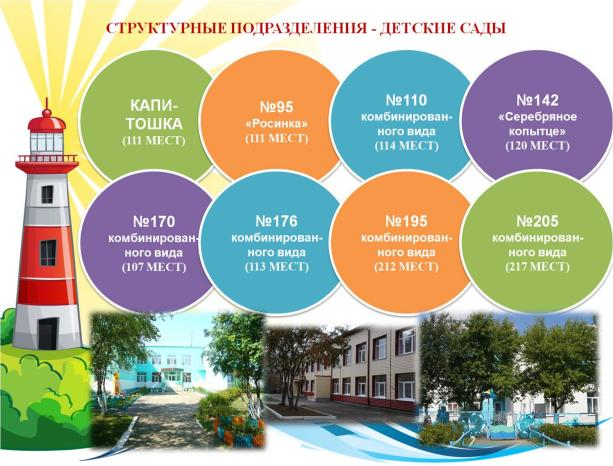 СТРУКТУРНЫЕ ПОДРАЗДЕЛЕНИЯ - ДЕТСКИЕ САДЫ
КАПИ-
ТОШКА
(111 МЕСТ)
№95
«Росинка»
(111 МЕСТ)
№110
комбинирован-
ного вида
(114 МЕСТ)
№142
«Серебряное
копытце»
(120 МЕСТ)
№170
комбинирован-
ного вида
(107 МЕСТ)
№176
комбинирован-
ного вида
(113 МЕСТ)
№195
комбинирован-
ного вида
(212 МЕСТ)
№205
комбинирован-
ного вида
(217 МЕСТ)